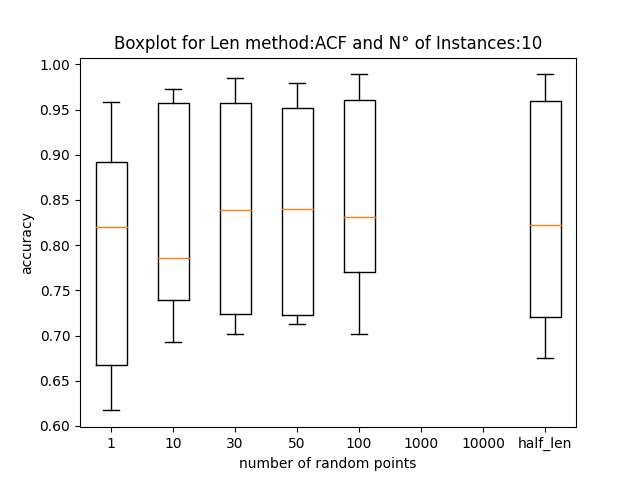 Boxplot for Len method:ACF and N° of Instances:10
1.00
0.95
0.90
0.85
0.80
0.75
0.70
0.65
0.60
accuracy
1 10 30 50 100 1000 10000 half_len
number of random points